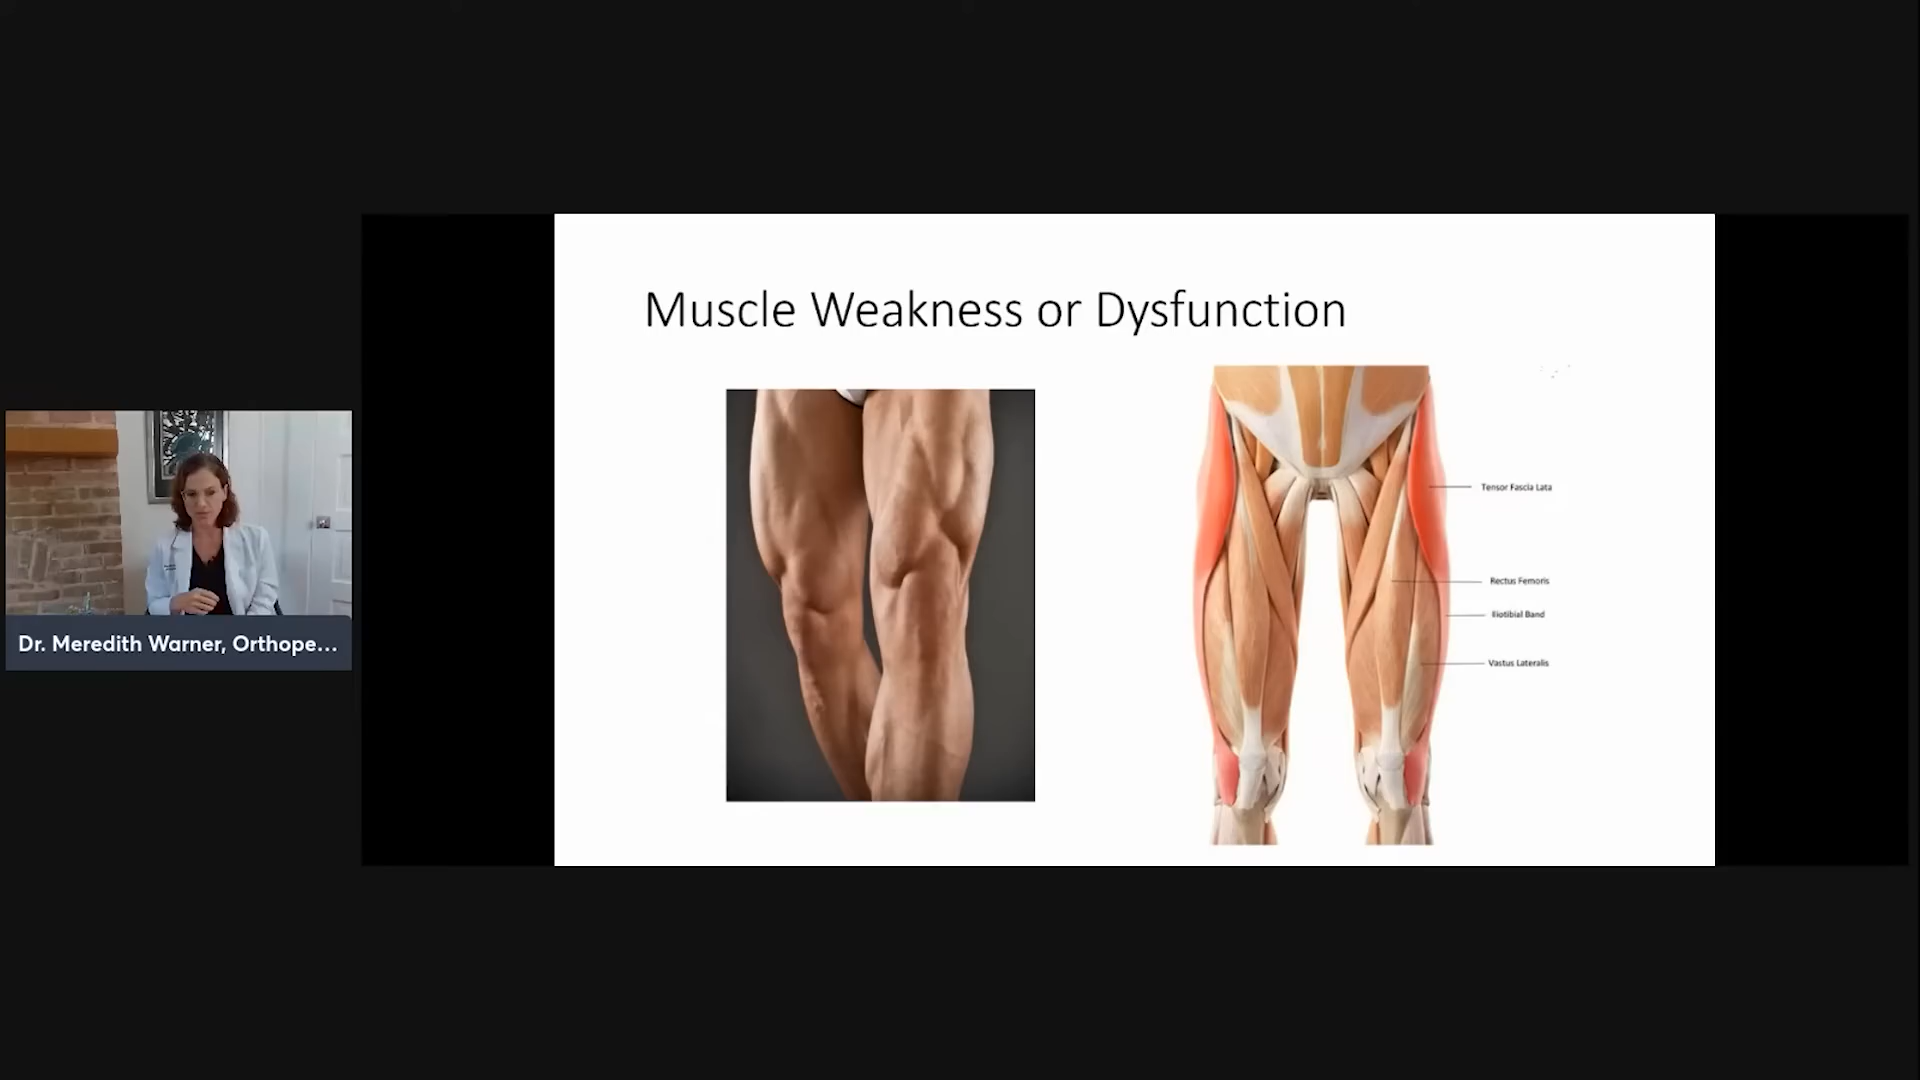 Muscle Weakness or Dysfunction
Tensor Fascia Lata
Rectus Femoris
Iliotibial Band
Vastus Lateralis
Dr. Meredith Warner, Orthope...